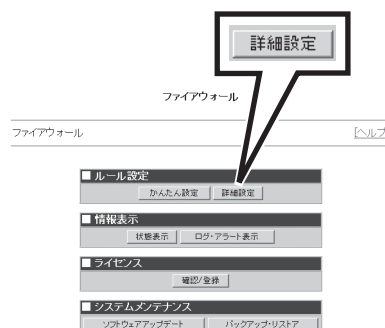 詳細設定
ファイアウォール
ファイアウォール [ヘルプ
■ ルール設定
かんたん設定 詳細設定
■ 情報表示
状態表示 ログ・アラート表示
■ ライセンス
確認/登録
■ システムメンテナンス
ソフトウェアアップデート バックアップ・リストア